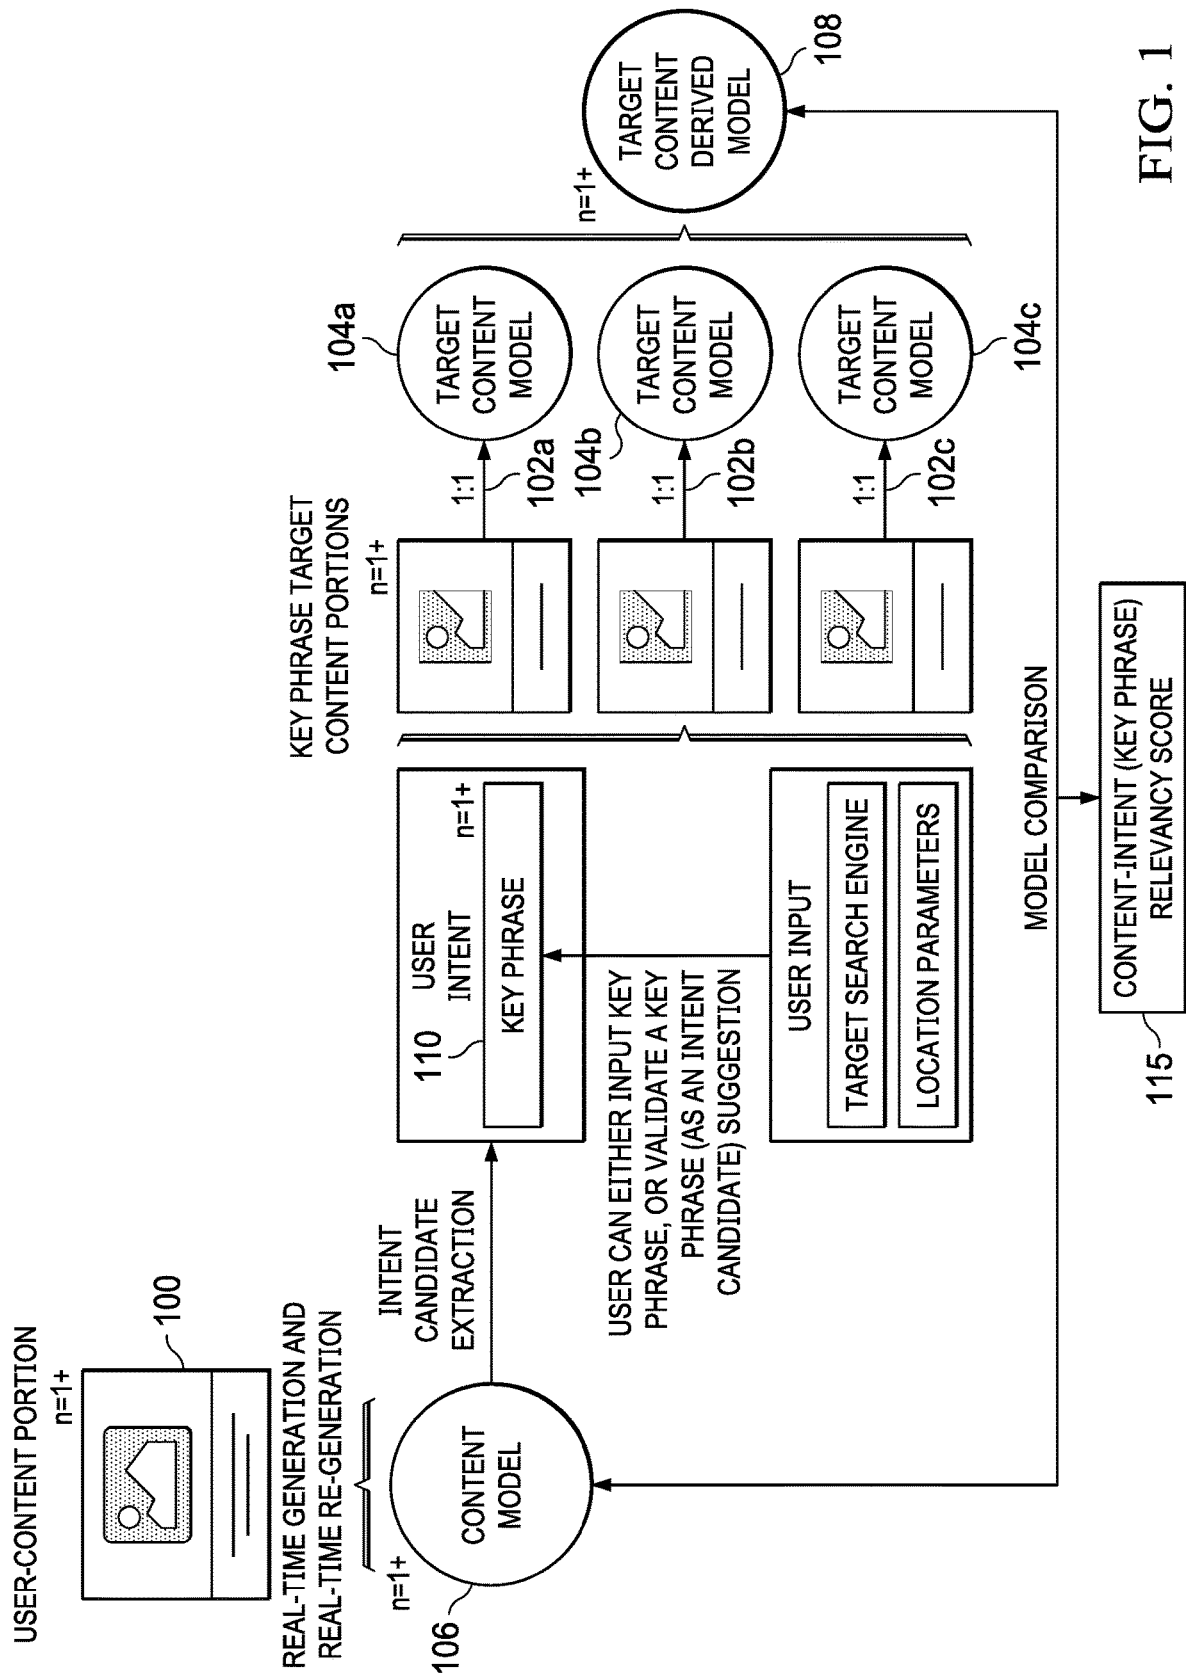 USER-CONTENT PORTION
n=1+
100
REAL-TIME GENERATION AND
REAL-TIME RE-GENERATION
n=1+
CONTENT
MODEL
106
INTENT
CANDIDATE
EXTRACTION
110
USER
INTENT
n=1+
KEY PHRASE
USER CAN EITHER INPUT KEY
PHRASE, OR VALIDATE A KEY
PHRASE (AS AN INTENT
CANDIDATE) SUGGESTION
USER INPUT
TARGET SEARCH ENGINE
LOCATION PARAMETERS
KEY PHRASE TARGET
CONTENT PORTIONS
n=1+
1:1
102a
1:1
102b
1:1
102c
104a
TARGET
CONTENT
MODEL
104b
TARGET
CONTENT
MODEL
TARGET
CONTENT
MODEL
104c
n=1+
TARGET
CONTENT
DERIVED
MODEL
108
MODEL COMPARISON
CONTENT-INTENT (KEY PHRASE)
RELEVANCY SCORE
115
FIG. 1